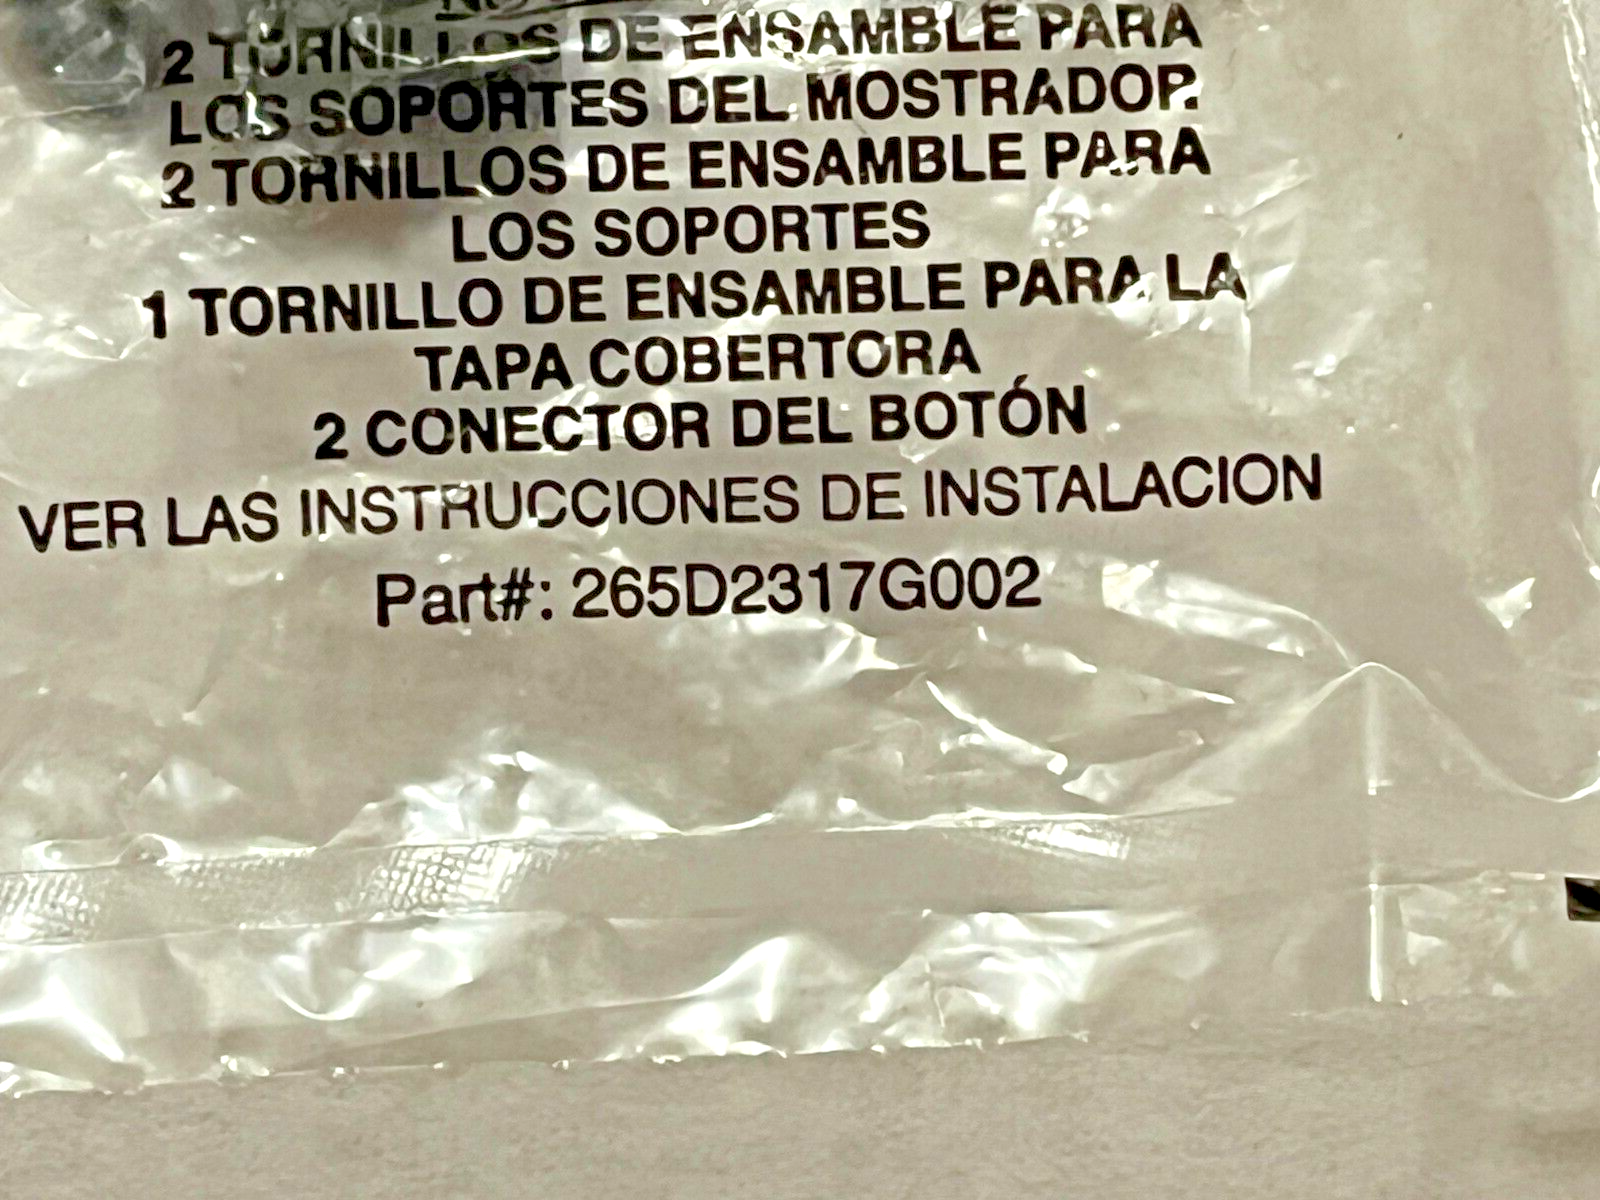 2 TORNILLOS DE ENSAMBLE PARA
LOS SOPORTES DEL MOSTRADOR.
2 TORNILLOS DE ENSAMBLE PARA
LOS SOPORTES
1 TORNILLO DE ENSAMBLE PARA LA
TAPA COBERTORA
2 CONECTOR DEL BOTÓN
VER LAS INSTRUCCIONES DE INSTALACION
Part#: 265D2317G002